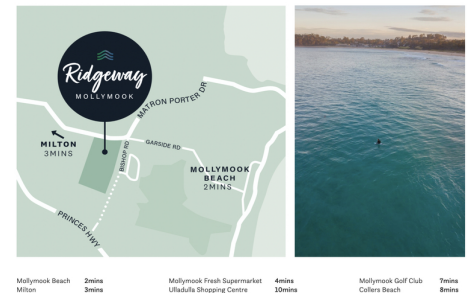 Ridgeway
MOLLYMOOK
MATRON PORTER DR
GARSIDE RD
BISHOP RD
MILTON
3MINS
MOLLYMOOK
BEACH
2MINS
PRINCES HWY
Mollymook Beach 2mins
Milton 3mins
Mollymook Fresh Supermarket 4mins
Ulladulla Shopping Centre 10mins
Mollymook Golf Club 7mins
Collers Beach 8mins